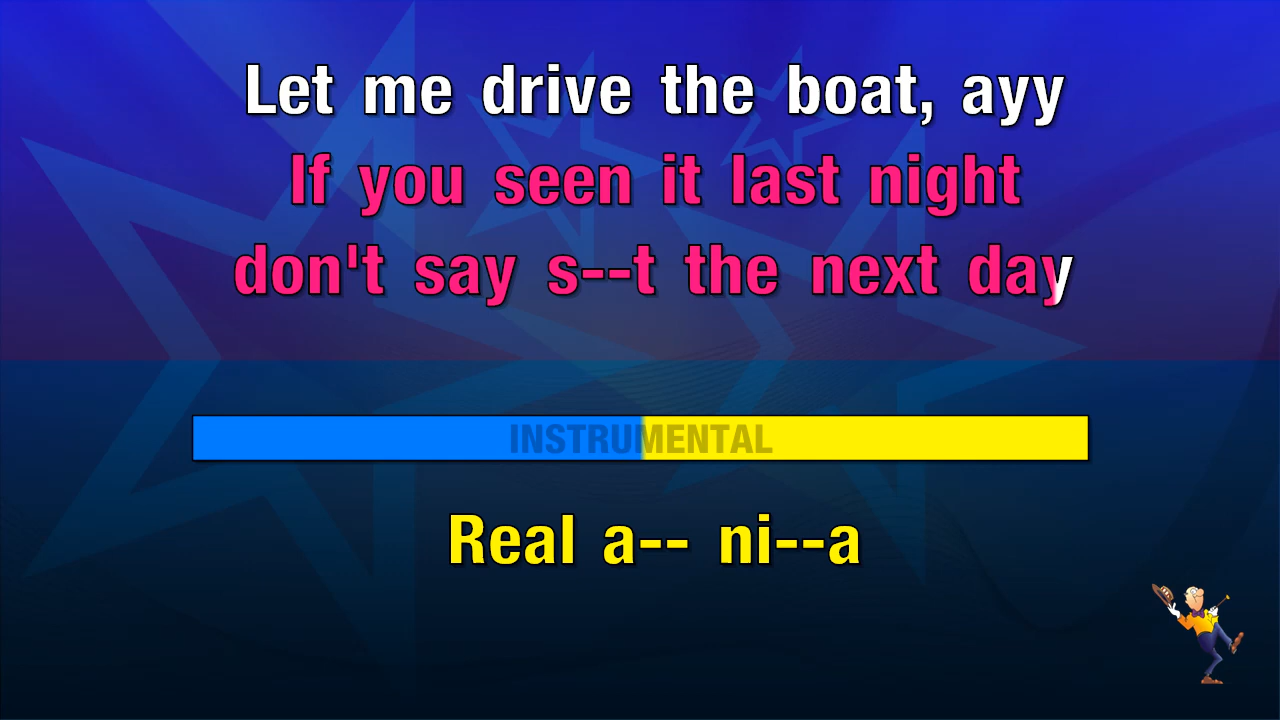 Let me drive the boat, ayy
If you seen it last night
don't say s--t the next day
INSTRUMENTAL
Real a-- ni--a